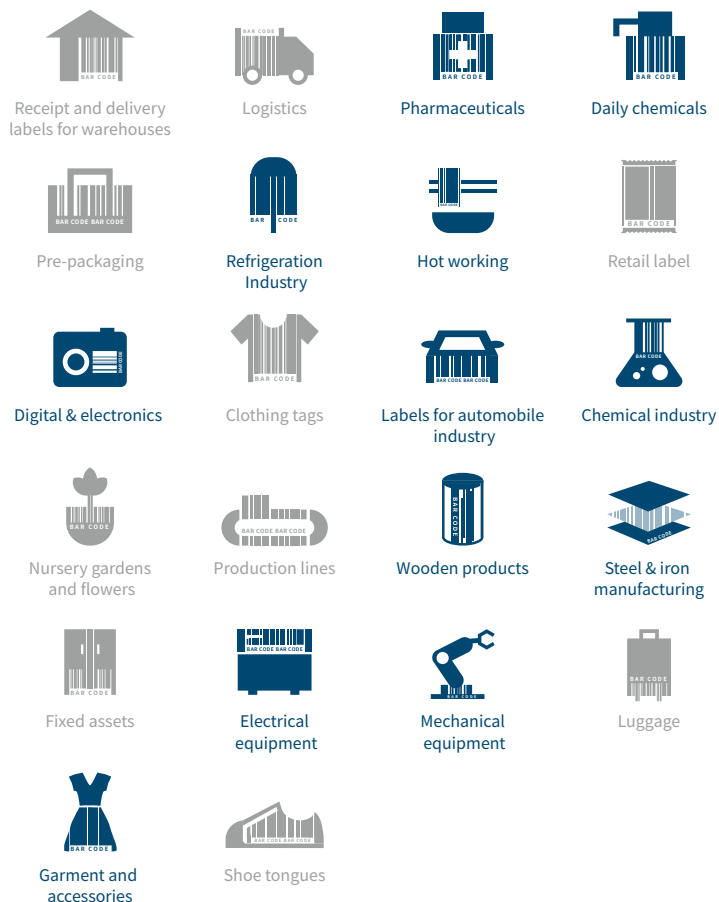 BAR CODE
Receipt and delivery
labels for warehouses
BAR CODE
Logistics
BAR CODE
Pharmaceuticals
BAR CODE
Daily chemicals
BAR CODE BAR CODE
Pre-packaging
BAR CODE
Refrigeration
Industry
BAR CODE
Hot working
BAR CODE
Retail label
BAR CODE
Digital & electronics
BAR CODE
Clothing tags
BAR CODE BAR CODE
Labels for automobile
industry
BAR CODE
Chemical industry
BAR CODE
Nursery gardens
and flowers
BAR CODE BAR CODE
Production lines
BAR CODE
Wooden products
BAR CODE
Steel & iron
manufacturing
BAR CODE
Fixed assets
BAR CODE BAR CODE
Electrical
equipment
BAR CODE
Mechanical
equipment
BAR CODE
Luggage
BAR CODE
Garment and
accessories
BAR CODE BAR CODE
Shoe tongues